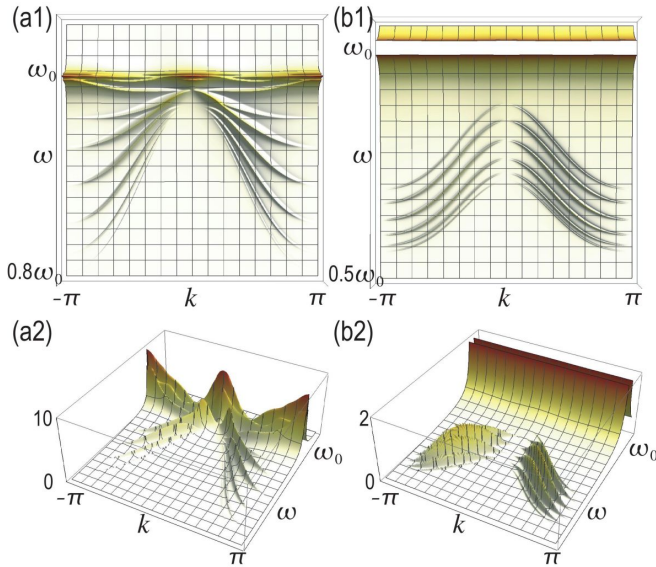 (a1) (b1)
ω₀ ω₀
ω ω
0.8ω₀ 0.5ω₀
-π k π -π k π
(a2) (b2)
10 2
ω₀ ω₀
0 0
-π -π
ω ω
k k
π π